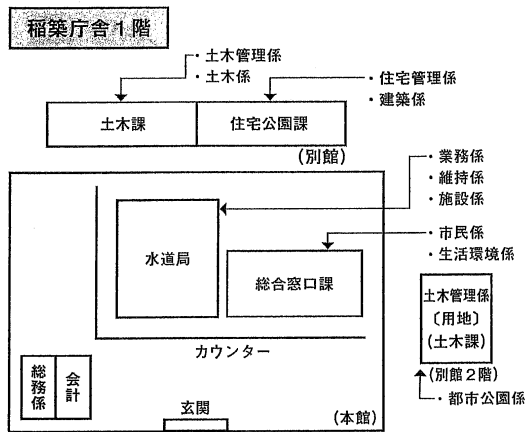 稲築庁舎1階
・土木管理係
・土木係
・住宅管理係
・建築係
土木課
住宅公園課
(別館)
・業務係
・維持係
・施設係
・市民係
・生活環境係
水道局
総合窓口課
カウンター
土木管理係
〔用地〕
(土木課)
(別館2階)
・都市公園係
総務係
会計
玄関
(本館)